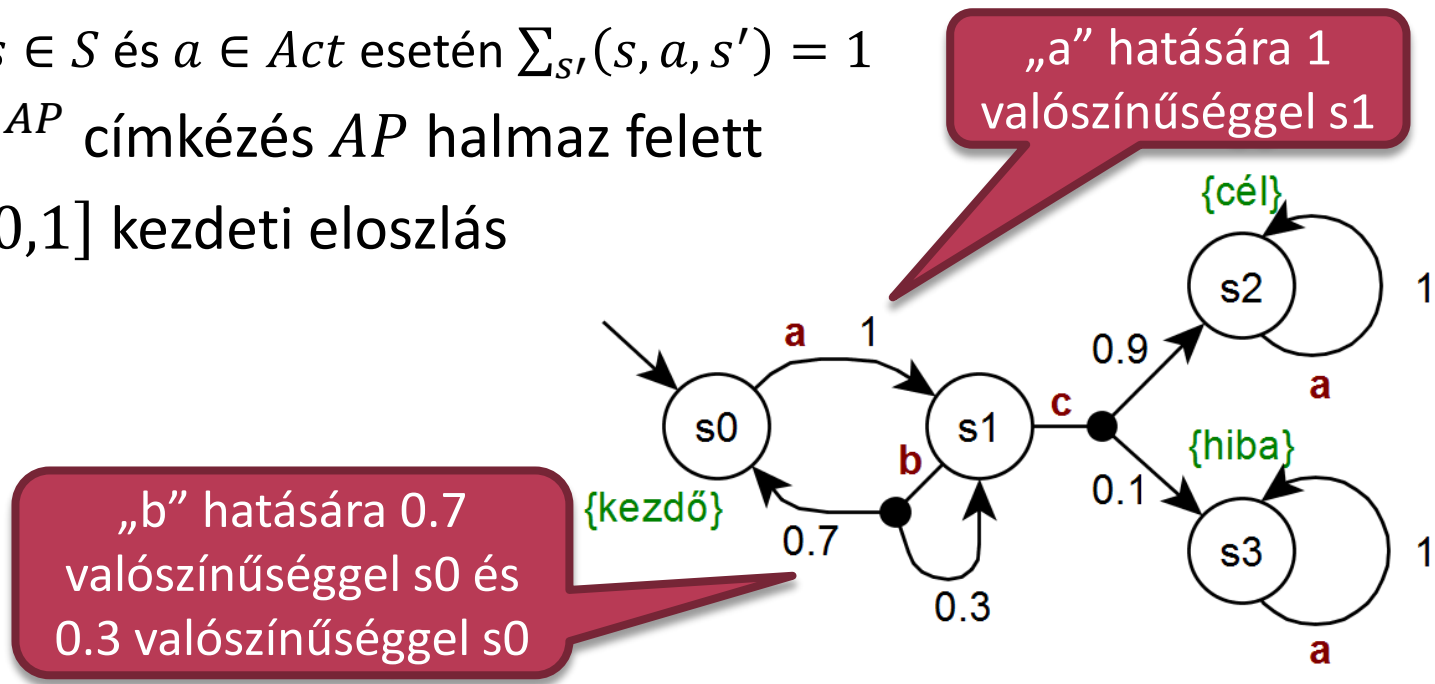 s ∈ S és a ∈ Act esetén ∑s′(s, a, s′) = 1
AP címkézés AP halmaz felett
0,1] kezdeti eloszlás
„a” hatására 1
valószínűséggel s1
{cél}
s2
1
a
a 1
0.9
s0
s1
c
b
{hiba}
0.1
{kezdő}
0.7
0.3
s3
1
a
„b” hatására 0.7
valószínűséggel s0 és
0.3 valószínűséggel s0